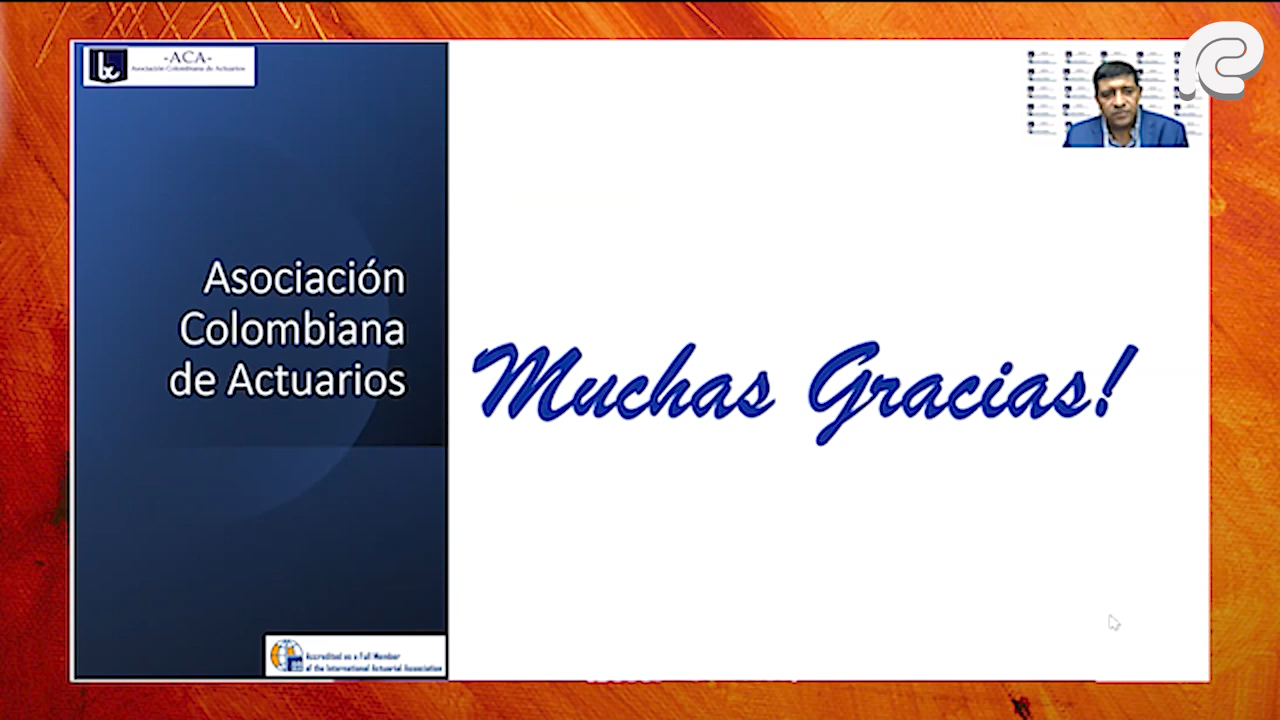 -ACA-
Asociación Colombiana de Actuarios
Asociación
Colombiana
de Actuarios
Muchas Gracias!
Accredited as a Full Member
of the International Actuarial Association